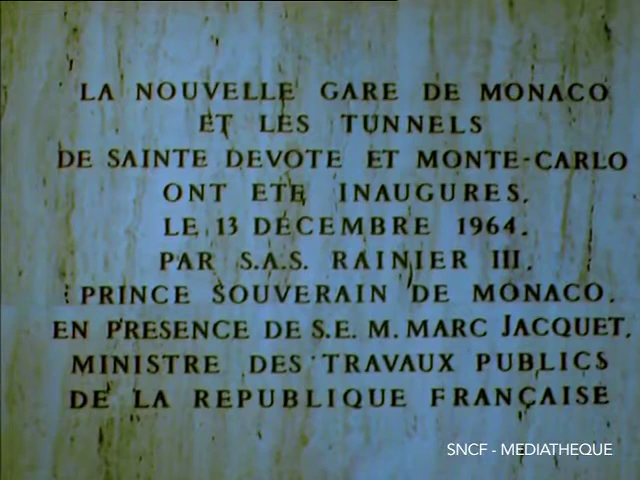 LA NOUVELLE GARE DE MONACO
ET LES TUNNELS
DE SAINTE DEVOTE ET MONTE-CARLO
ONT ETE INAUGURES.
LE 13 DECEMBRE 1964.
PAR S.A.S. RAINIER III.
PRINCE SOUVERAIN DE MONACO.
EN PRESENCE DE S.E. M. MARC JACQUET.
MINISTRE DES TRAVAUX PUBLICS
DE LA REPUBLIQUE FRANÇAISE
SNCF - MEDIATHEQUE